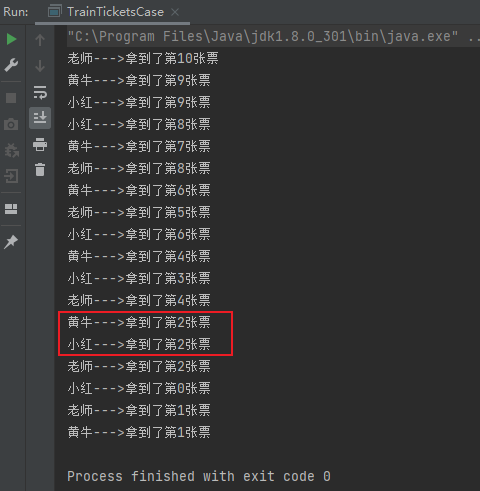 Run: TrainTicketsCase
"C:\Program Files\Java\jdk1.8.0_301\bin\java.exe" ..
老师--->拿到了第10张票
黄牛--->拿到了第9张票
小红--->拿到了第9张票
小红--->拿到了第8张票
黄牛--->拿到了第7张票
老师--->拿到了第8张票
黄牛--->拿到了第6张票
老师--->拿到了第5张票
小红--->拿到了第6张票
黄牛--->拿到了第4张票
小红--->拿到了第3张票
老师--->拿到了第4张票
黄牛--->拿到了第2张票
小红--->拿到了第2张票
老师--->拿到了第2张票
小红--->拿到了第0张票
老师--->拿到了第1张票
黄牛--->拿到了第1张票
Process finished with exit code 0